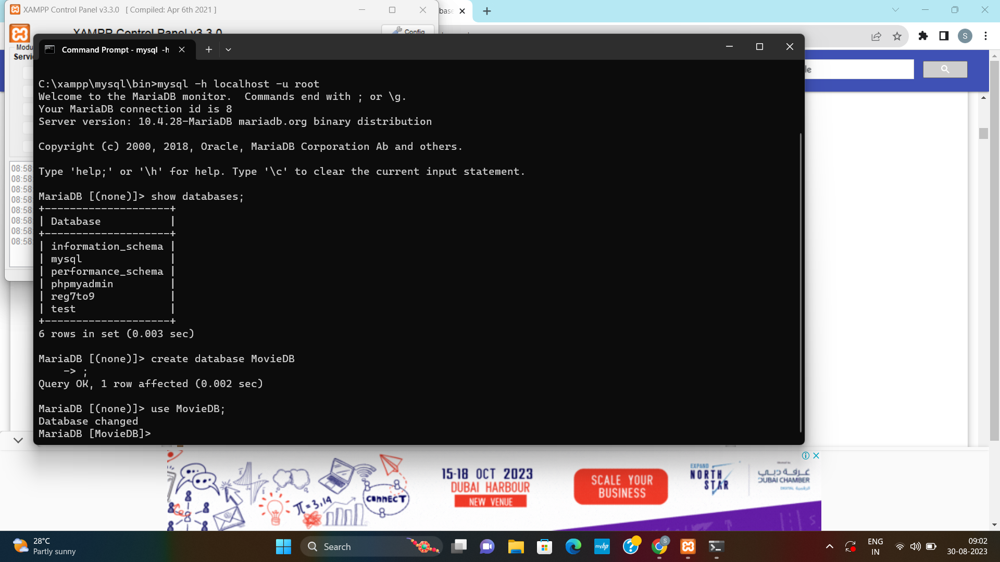 XAMPP Control Panel v3.3.0 [ Compiled: Apr 6th 2021 ]
base
XAMPP Control Panel v3.3.0
Config
Modu
Servi
S
Command Prompt - mysql -h
C:\xampp\mysql\bin>mysql -h localhost -u root
Welcome to the MariaDB monitor.  Commands end with ; or \g.
Your MariaDB connection id is 8
Server version: 10.4.28-MariaDB mariadb.org binary distribution
Copyright (c) 2000, 2018, Oracle, MariaDB Corporation Ab and others.
Type 'help;' or '\h' for help. Type '\c' to clear the current input statement.
MariaDB [(none)]> show databases;
+--------------------+
| Database           |
+--------------------+
| information_schema |
| mysql              |
| performance_schema |
| phpmyadmin         |
| reg7to9            |
| test               |
+--------------------+
6 rows in set (0.003 sec)
MariaDB [(none)]> create database MovieDB
    -> ;
Query OK, 1 row affected (0.002 sec)
MariaDB [(none)]> use MovieDB;
Database changed
MariaDB [MovieDB]>
08:58
08:58
08:58
08:58
08:58
08:58
08:58
08:58
le
π=3,14
CONNECT
15-18 OCT 2023
DUBAI HARBOUR
NEW VENUE
SCALE YOUR
BUSINESS
EXPAND
NORTH
STAR
غرفـة دبـي
DUBAI CHAMBER
DIGITAL الرقمية
28°C
Partly sunny
Search
myhp
S
ENG
IN
09:02
30-08-2023